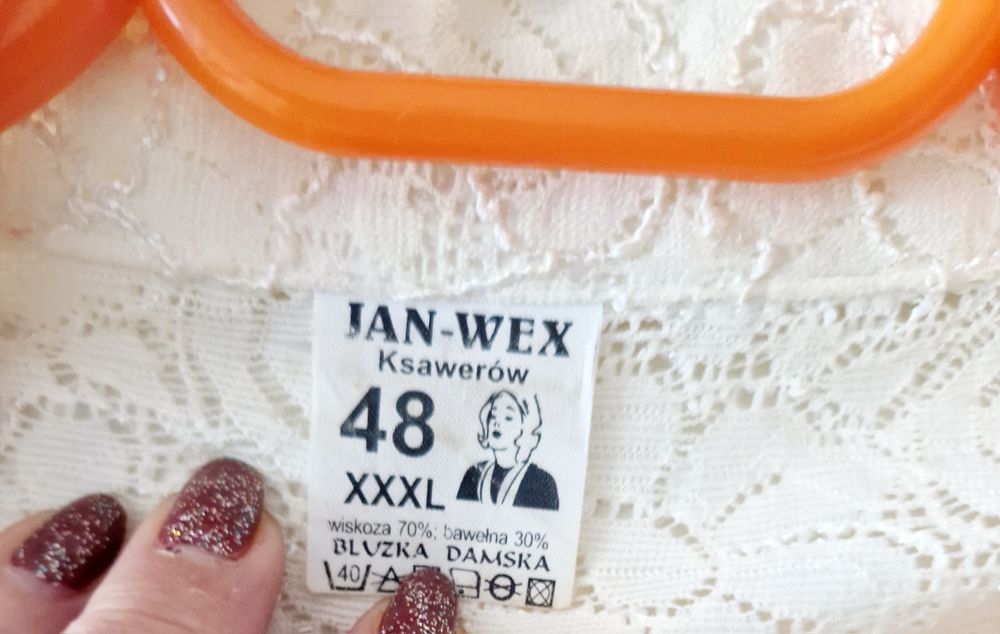 JAN-WEX
Ksawerów
48
XXXL
wiskoza 70%; bawełna 30%
BLUZKA DAMSKA
40